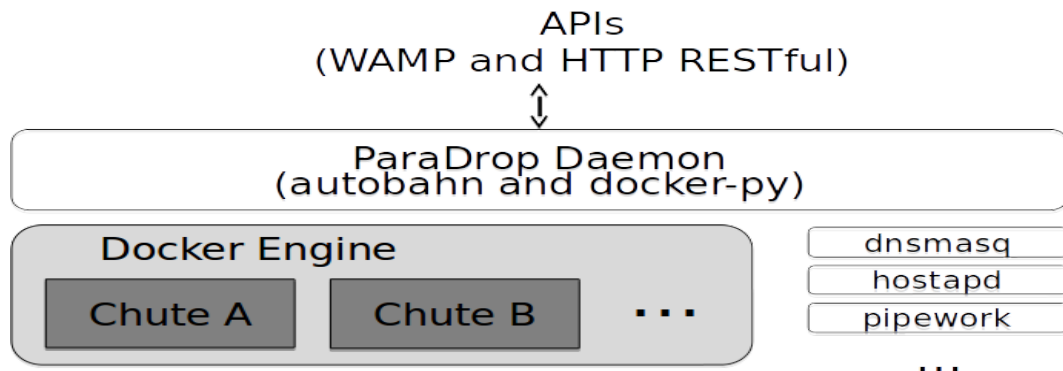 APIs
(WAMP and HTTP RESTful)
ParaDrop Daemon
(autobahn and docker-py)
Docker Engine
Chute A
Chute B
...
dnsmasq
hostapd
pipework
...